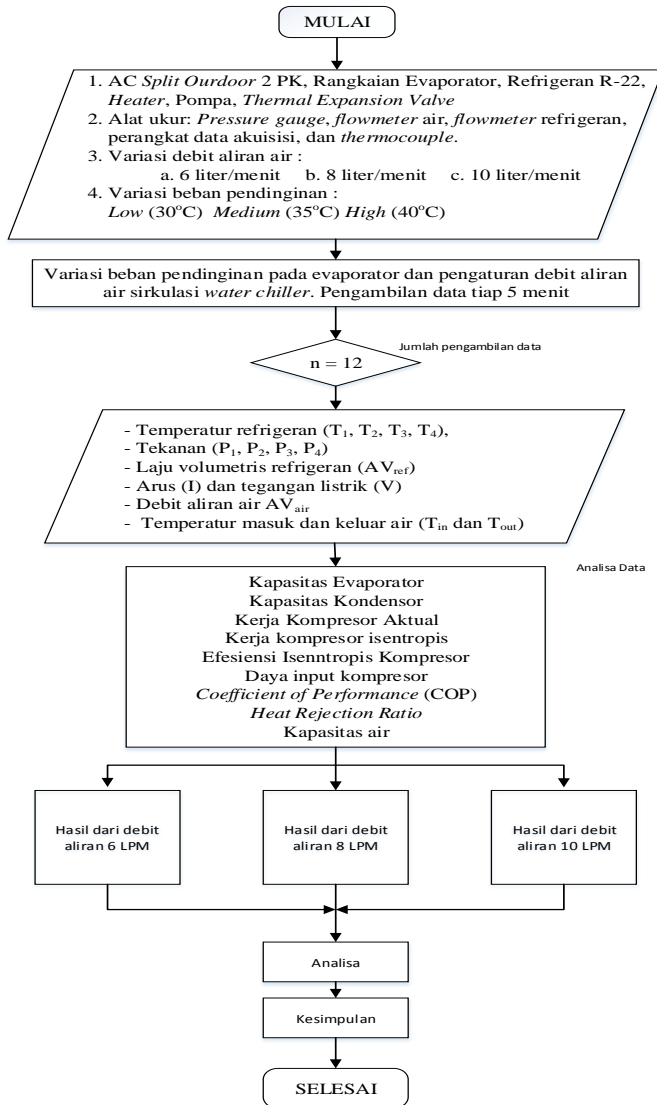 MULAI
1. AC Split Ourdoor 2 PK, Rangkaian Evaporator, Refrigeran R-22,
Heater, Pompa, Thermal Expansion Valve
2. Alat ukur: Pressure gauge, flowmeter air, flowmeter refrigeran,
perangkat data akuisisi, dan thermocouple.
3. Variasi debit aliran air :
a. 6 liter/menit b. 8 liter/menit c. 10 liter/menit
4. Variasi beban pendinginan :
Low (30°C) Medium (35°C) High (40°C)
Variasi beban pendinginan pada evaporator dan pengaturan debit aliran
air sirkulasi water chiller. Pengambilan data tiap 5 menit
Jumlah pengambilan data
n = 12
- Temperatur refrigeran (T₁, T₂, T₃, T₄),
- Tekanan (P₁, P₂, P₃, P₄)
- Laju volumetris refrigeran (AVref)
- Arus (I) dan tegangan listrik (V)
- Debit aliran air AVair
- Temperatur masuk dan keluar air (Tin dan Tout)
Analisa Data
Kapasitas Evaporator
Kapasitas Kondensor
Kerja Kompresor Aktual
Kerja kompresor isentropis
Efesiensi Isenntropis Kompresor
Daya input kompresor
Coefficient of Performance (COP)
Heat Rejection Ratio
Kapasitas air
Hasil dari debit
aliran 6 LPM
Hasil dari debit
aliran 8 LPM
Hasil dari debit
aliran 10 LPM
Analisa
Kesimpulan
SELESAI